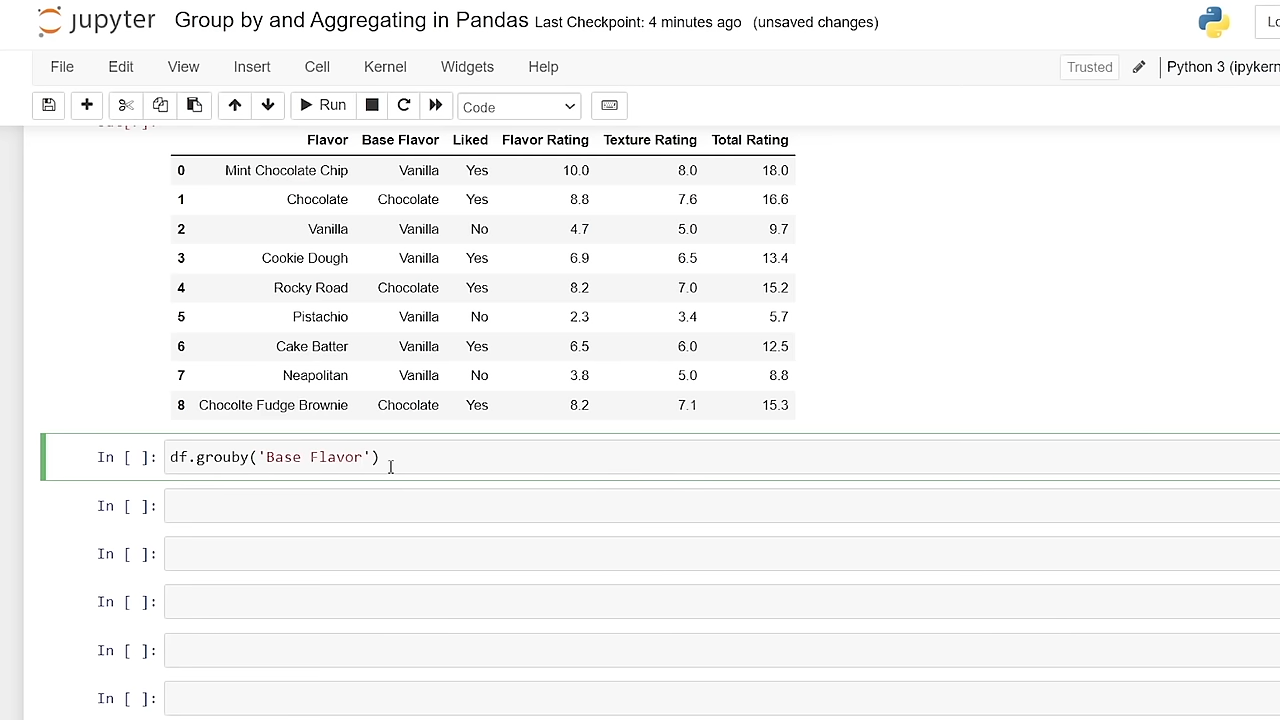 jupyter Group by and Aggregating in Pandas Last Checkpoint: 4 minutes ago (unsaved changes)
File Edit View Insert Cell Kernel Widgets Help Trusted Python 3 (ipykern
Run Code
Flavor Base Flavor Liked Flavor Rating Texture Rating Total Rating
0 Mint Chocolate Chip Vanilla Yes 10.0 8.0 18.0
1 Chocolate Chocolate Yes 8.8 7.6 16.6
2 Vanilla Vanilla No 4.7 5.0 9.7
3 Cookie Dough Vanilla Yes 6.9 6.5 13.4
4 Rocky Road Chocolate Yes 8.2 7.0 15.2
5 Pistachio Vanilla No 2.3 3.4 5.7
6 Cake Batter Vanilla Yes 6.5 6.0 12.5
7 Neapolitan Vanilla No 3.8 5.0 8.8
8 Chocolte Fudge Brownie Chocolate Yes 8.2 7.1 15.3
In [ ]: df.grouby('Base Flavor')
In [ ]:
In [ ]:
In [ ]:
In [ ]:
In [ ]: